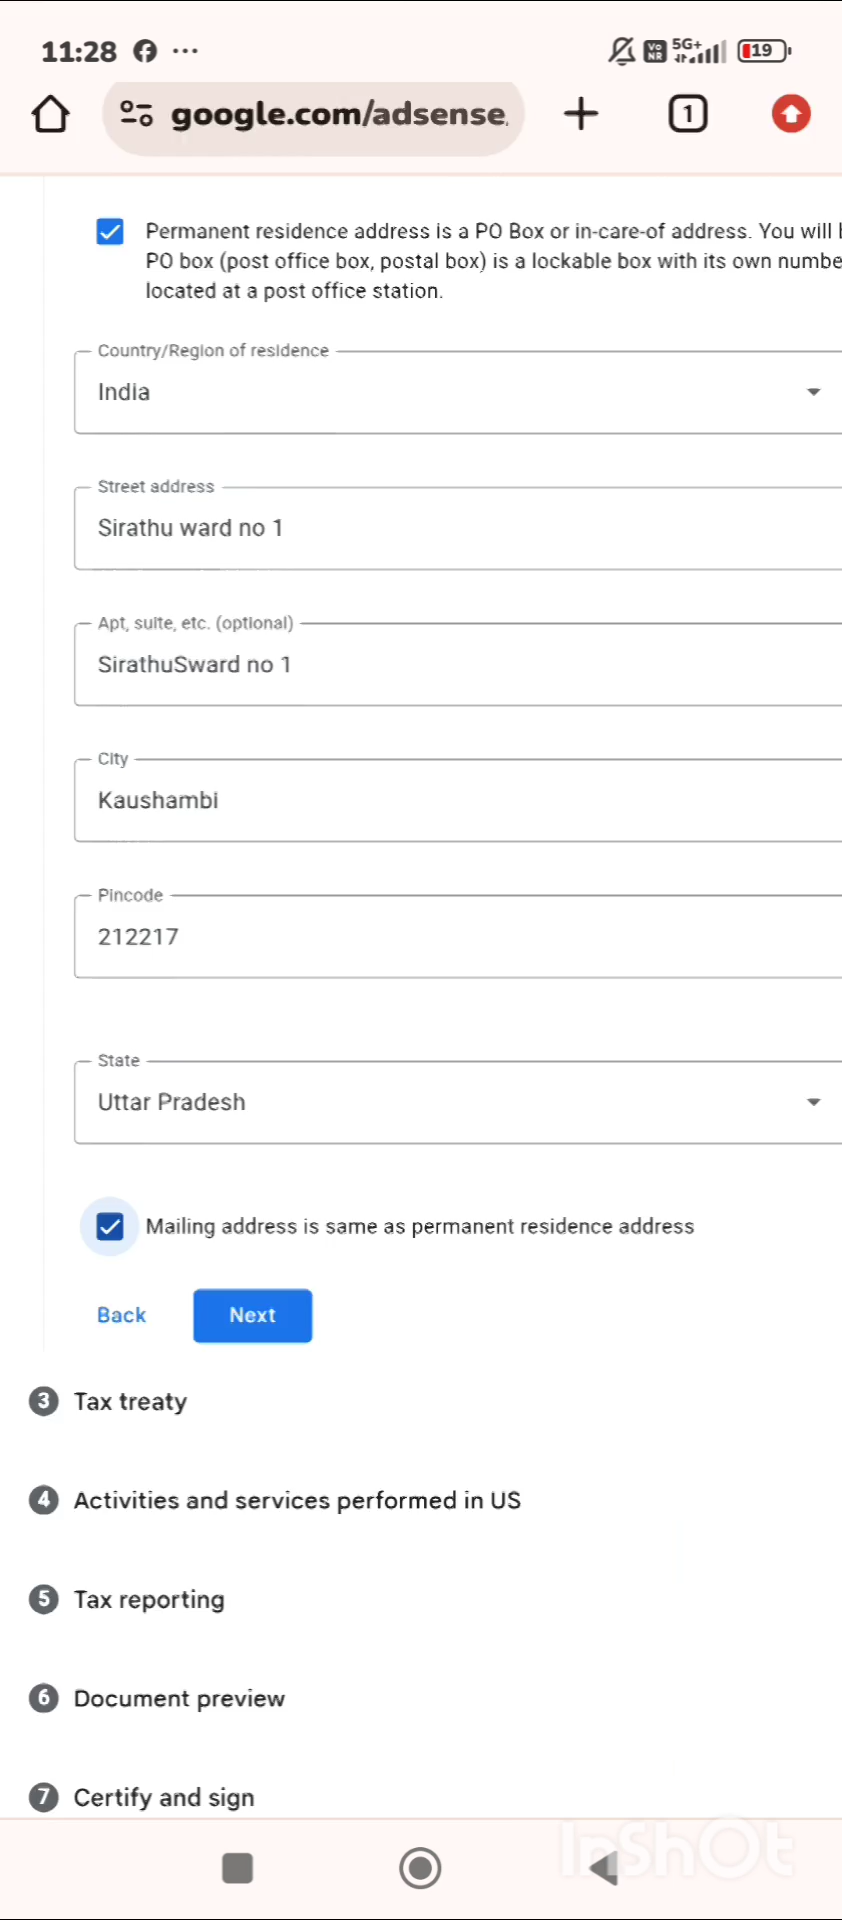 11:28
Vo NR 5G+ 19
google.com/adsense
1
Permanent residence address is a PO Box or in-care-of address. You will
PO box (post office box, postal box) is a lockable box with its own numbe
located at a post office station.
Country/Region of residence
India
Street address
Sirathu ward no 1
Apt, suite, etc. (optional)
SirathuSward no 1
City
Kaushambi
Pincode
212217
State
Uttar Pradesh
Mailing address is same as permanent residence address
Back Next
3 Tax treaty
4 Activities and services performed in US
5 Tax reporting
6 Document preview
7 Certify and sign
InShOt